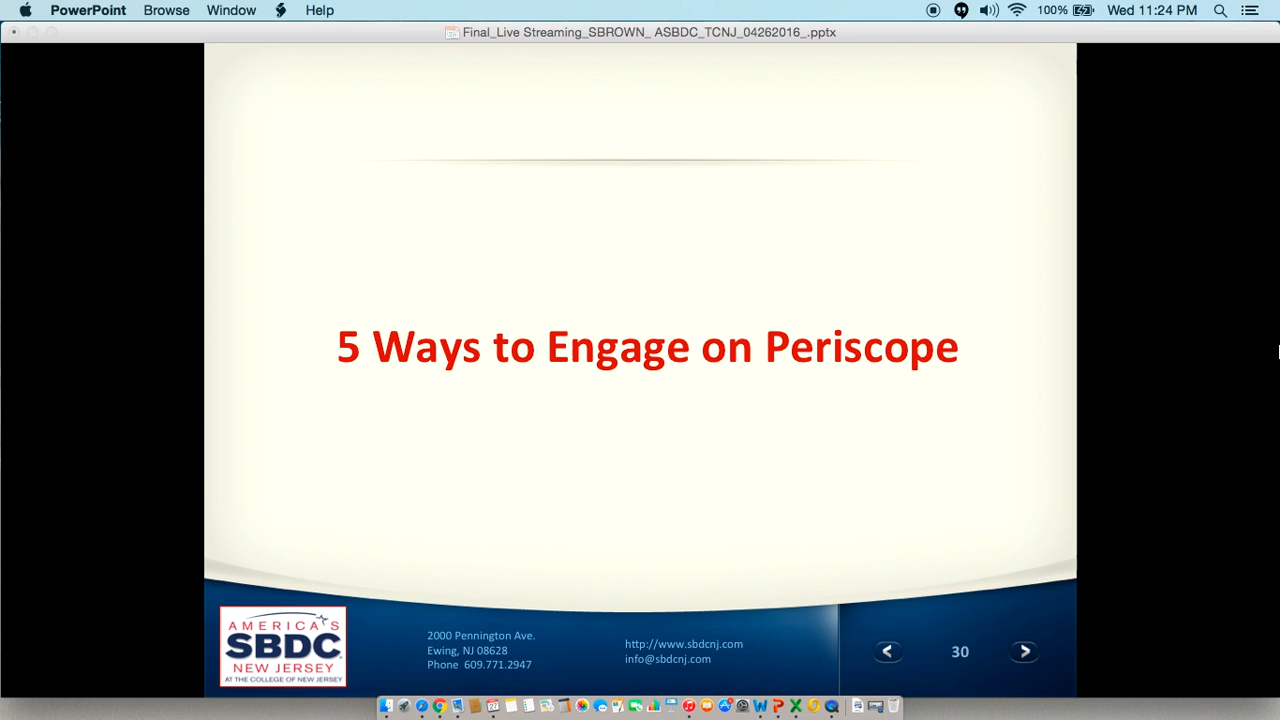 PowerPoint Browse Window Help 100% Wed 11:24 PM
Final_Live Streaming_SBROWN_ ASBDC_TCNJ_04262016_.pptx
5 Ways to Engage on Periscope
AMERICA'S
SBDC
NEW JERSEY
AT THE COLLEGE OF NEW JERSEY
2000 Pennington Ave.
Ewing, NJ 08628
Phone 609.771.2947
http://www.sbdcnj.com
info@sbdcnj.com
< 30 >